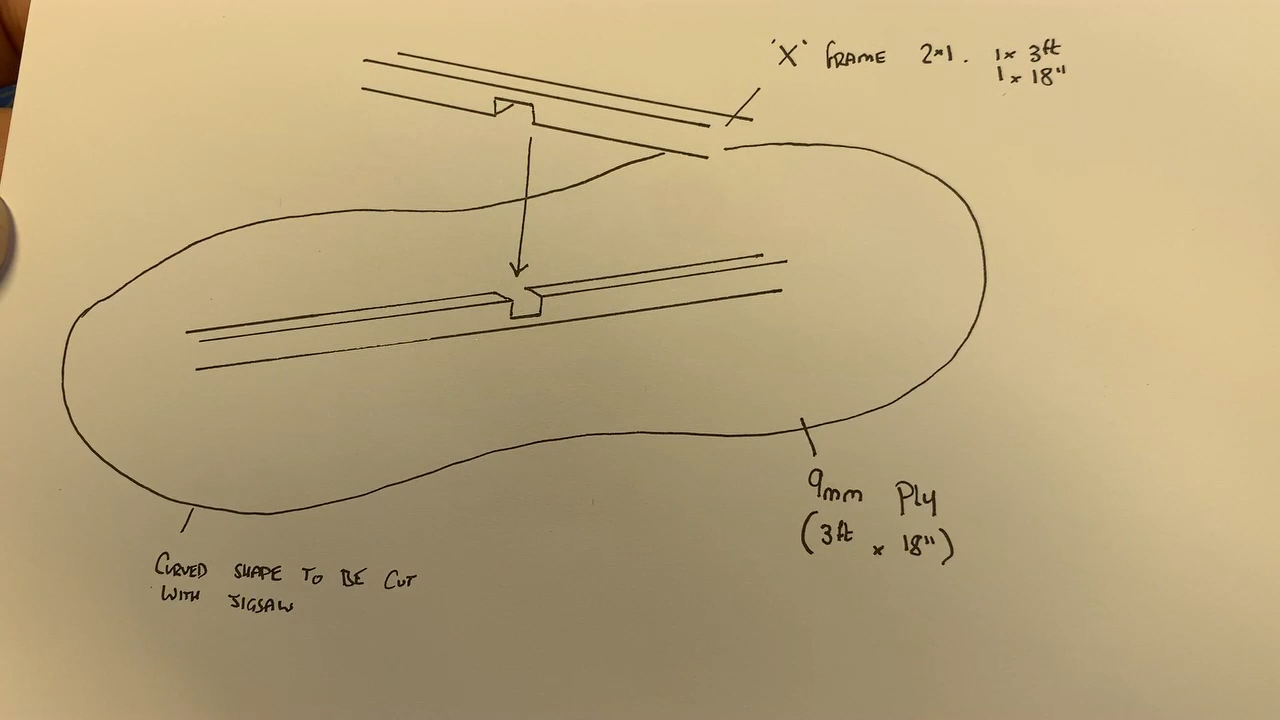 'X' FRAME 2×1. 1× 3ft
1× 18"
9mm Ply
(3ft × 18")
CURVED SHAPE TO BE CUT
WITH JIGSAW